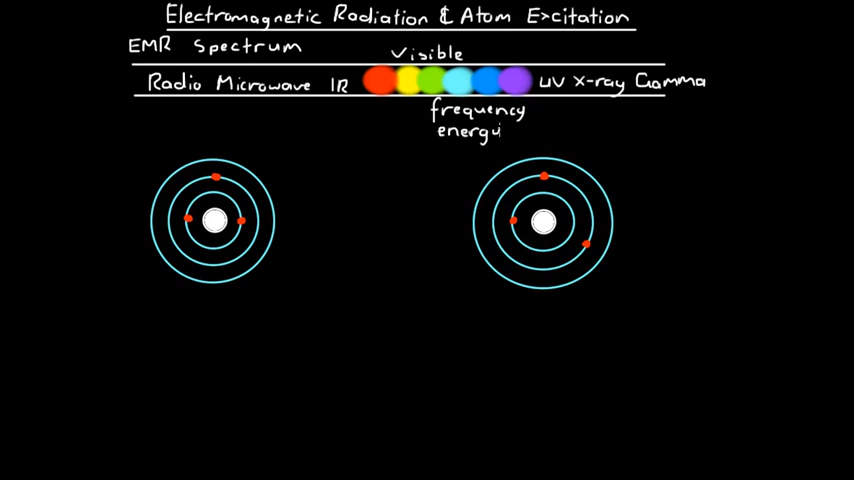 Electromagnetic Radiation & Atom Excitation
EMR Spectrum
Visible
Radio Microwave IR UV X-ray Gamma
frequency
energy